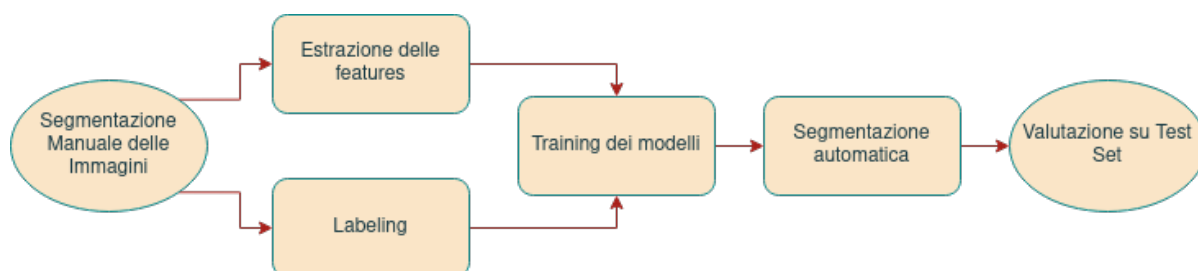 Segmentazione
Manuale delle
Immagini
Estrazione delle
features
Labeling
Training dei modelli
Segmentazione
automatica
Valutazione su Test
Set